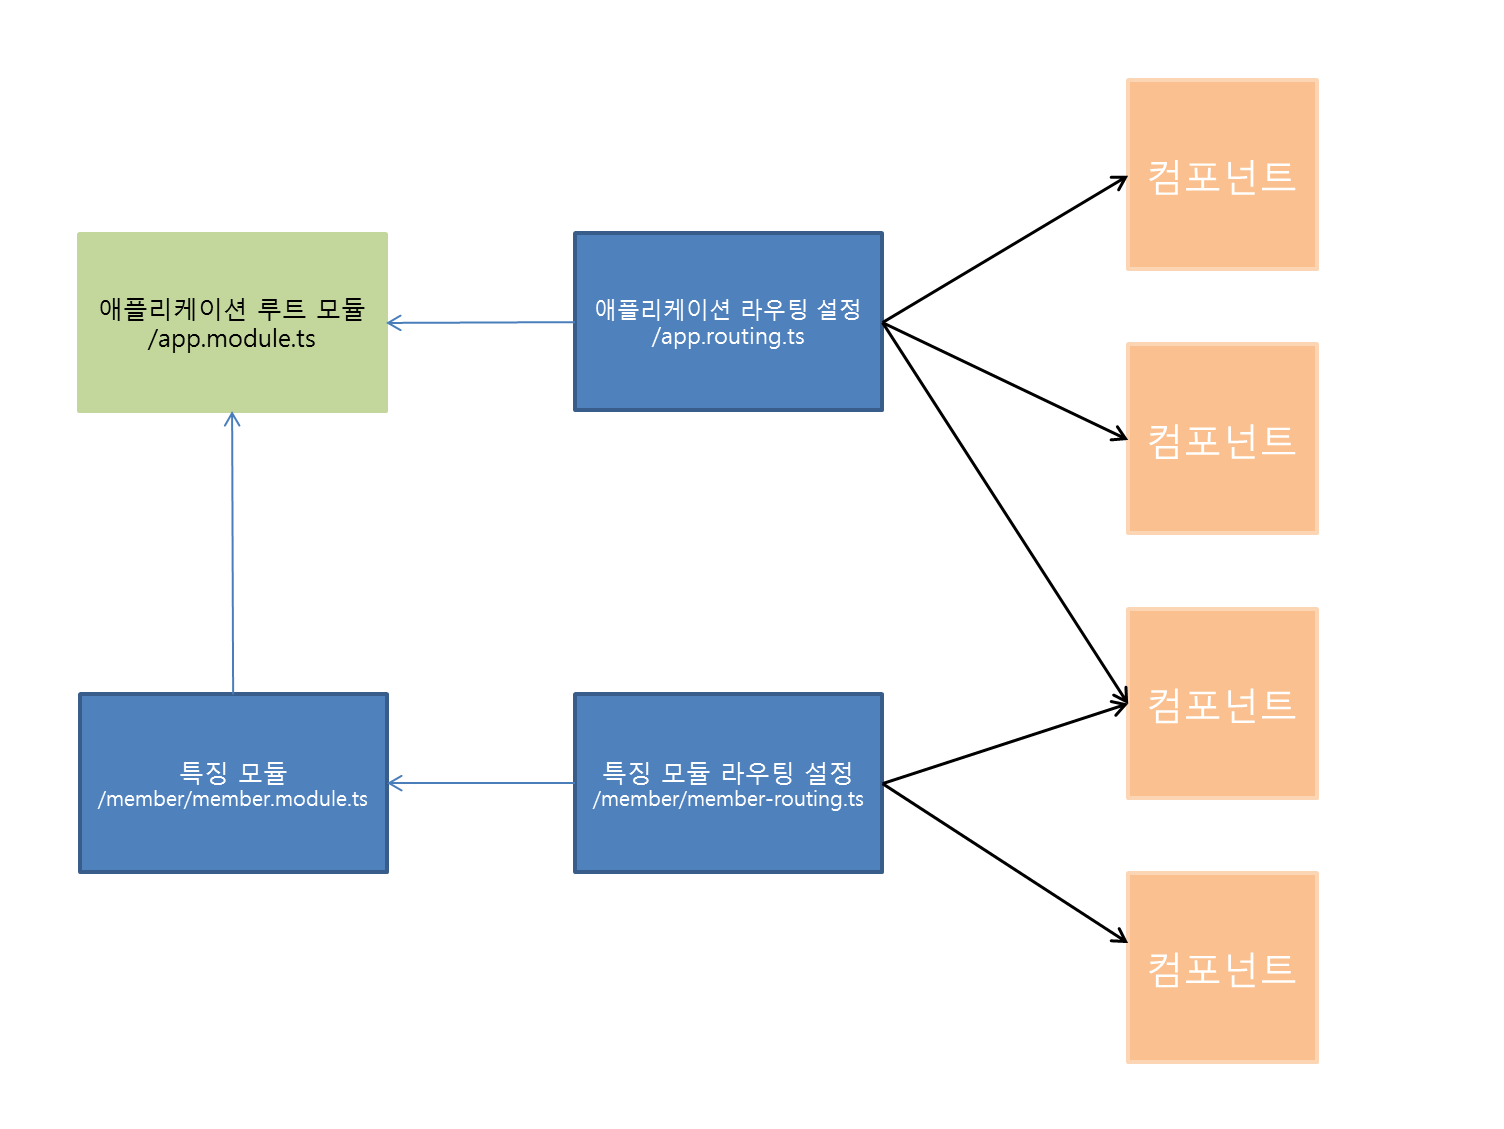 컴포넌트
애플리케이션 루트 모듈
/app.module.ts
애플리케이션 라우팅 설정
/app.routing.ts
컴포넌트
컴포넌트
특징 모듈
/member/member.module.ts
특징 모듈 라우팅 설정
/member/member-routing.ts
컴포넌트